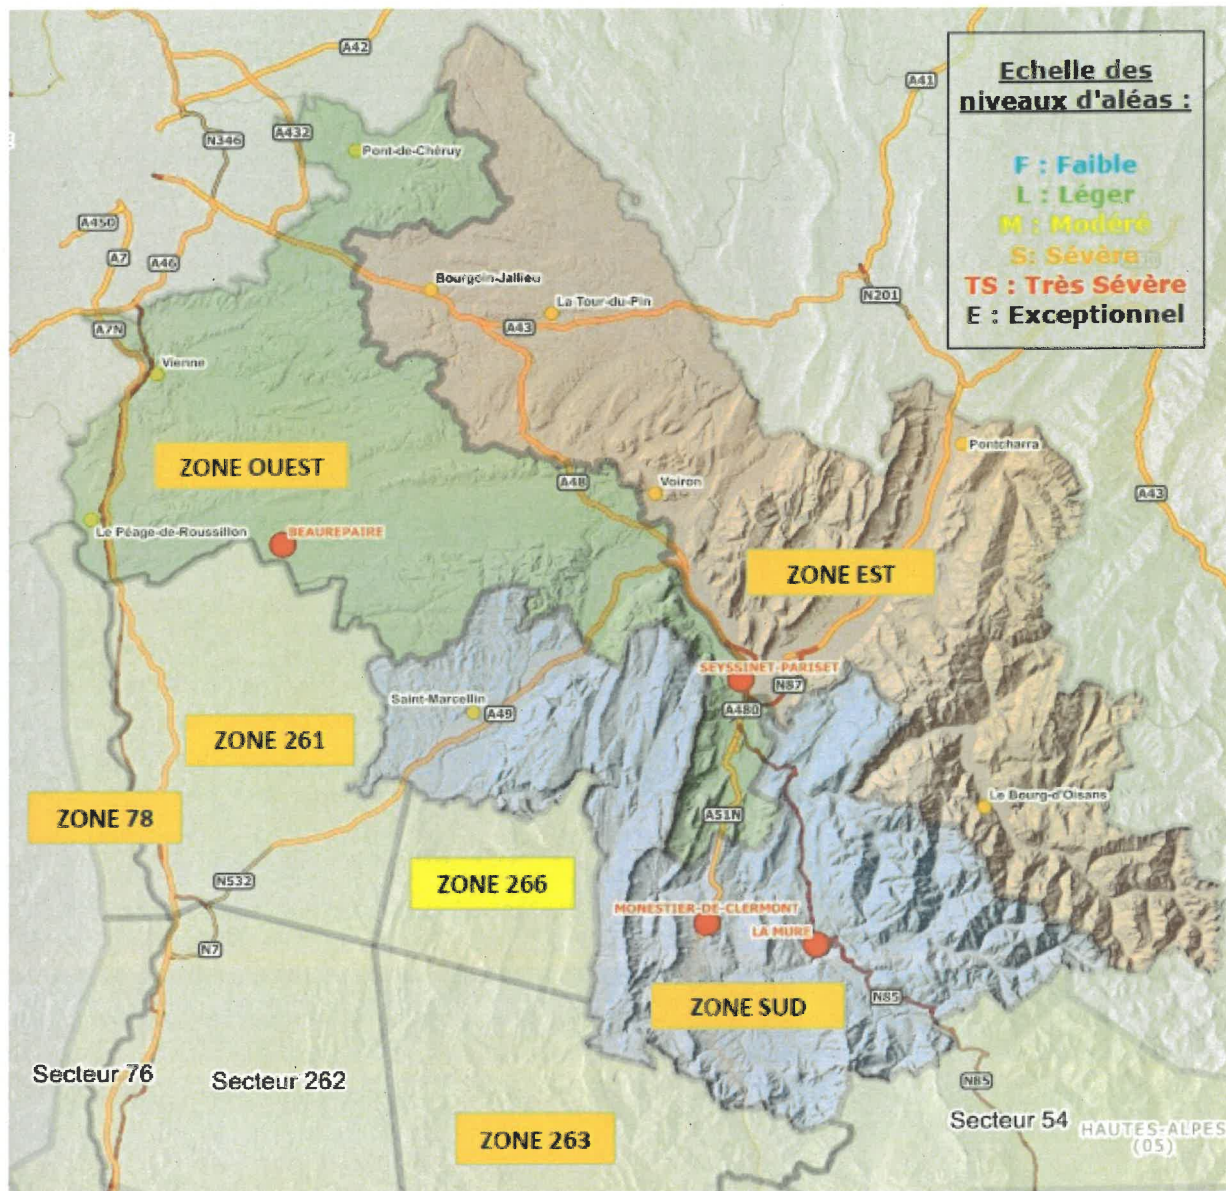 Echelle des
niveaux d'aléas :
F : Faible
L : Léger
M : Modéré
S: Sévère
TS : Très Sévère
E : Exceptionnel
A42
A41
N346
A432
Pont-de-Chéruy
A450
A7
A46
Bourgoin-Jallieu
La Tour-du-Pin
N201
A7N
A43
Vienne
ZONE OUEST
Pontcharra
A48
Voiron
A43
Le Péage-de-Roussillon
BEAUREPAIRE
ZONE EST
SEYSSINET-PARISET
N87
Saint-Marcellin
A49
A480
ZONE 261
Le Bourg-d'Oisans
ZONE 78
A51N
N532
ZONE 266
MONESTIER-DE-CLERMONT
LA MURE
N7
ZONE SUD
N85
Secteur 76
Secteur 262
N85
Secteur 54
HAUTES-ALPES
(05)
ZONE 263